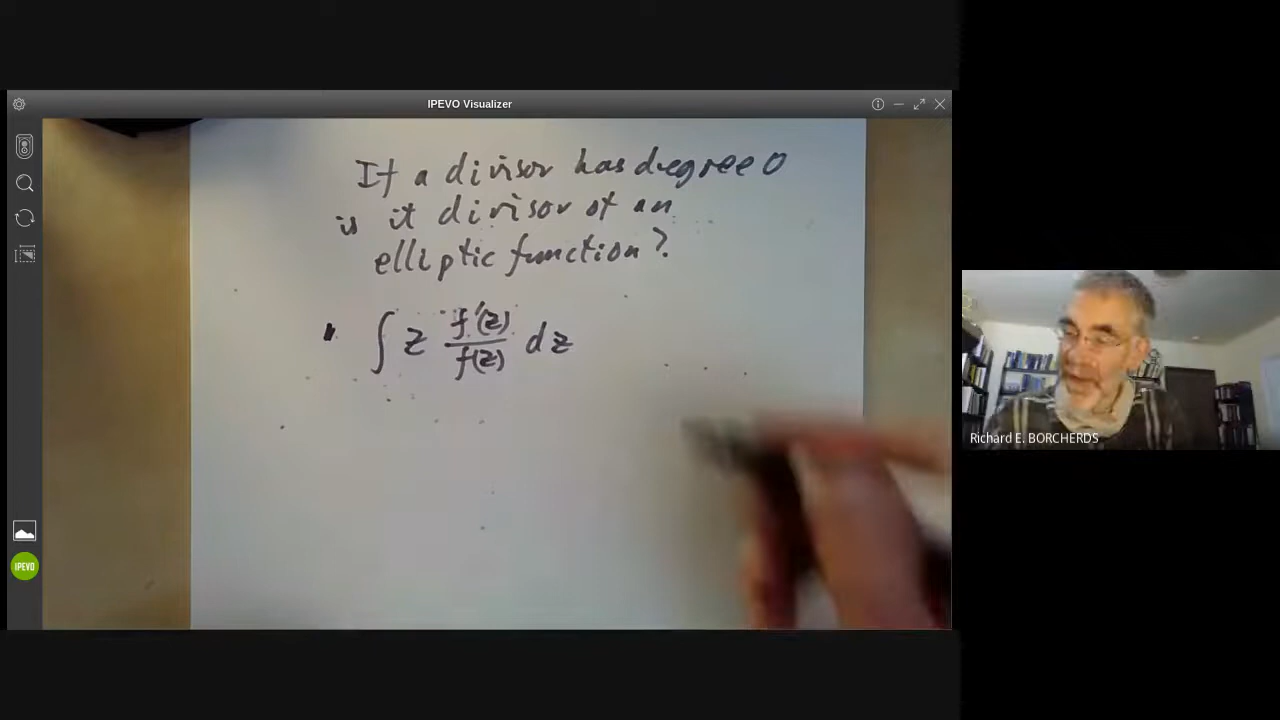 IPEVO Visualizer
If a divisor has degree 0
is it divisor of an
elliptic function?
∫ z f'(z)/f(z) dz
IPEVO
Richard E. BORCHERDS